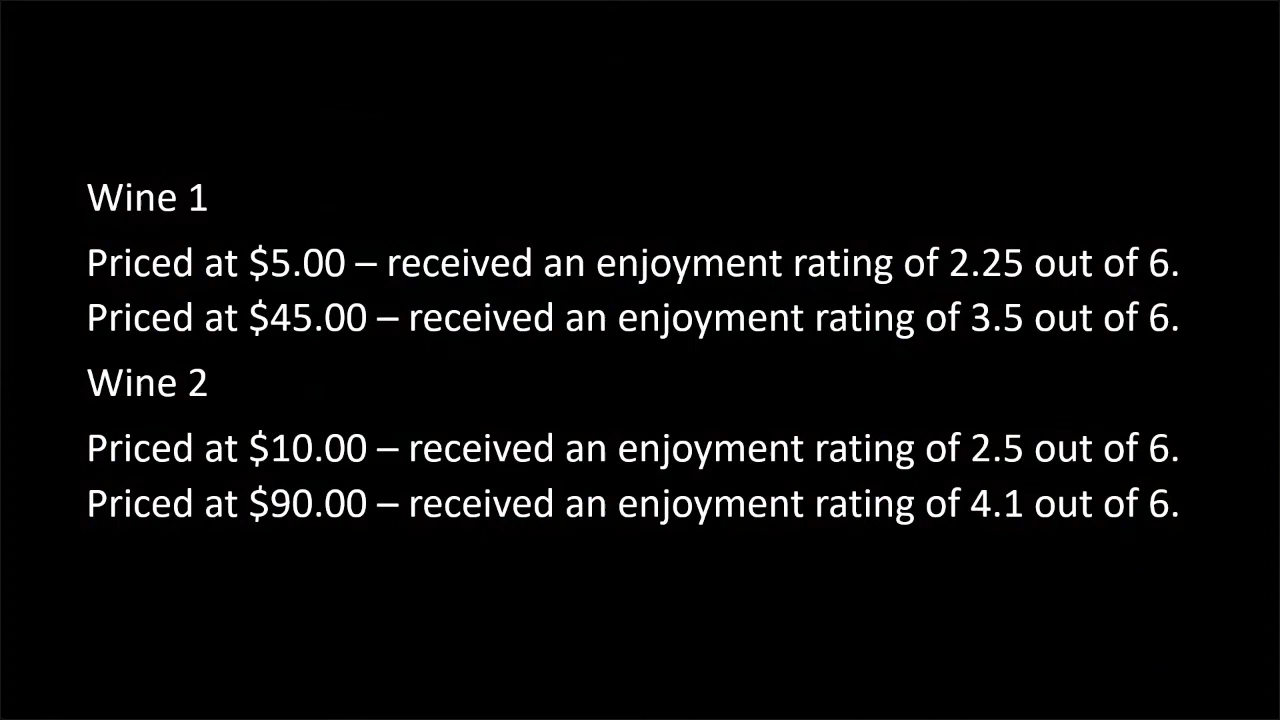 Wine 1
Priced at $5.00 – received an enjoyment rating of 2.25 out of 6.
Priced at $45.00 – received an enjoyment rating of 3.5 out of 6.
Wine 2
Priced at $10.00 – received an enjoyment rating of 2.5 out of 6.
Priced at $90.00 – received an enjoyment rating of 4.1 out of 6.